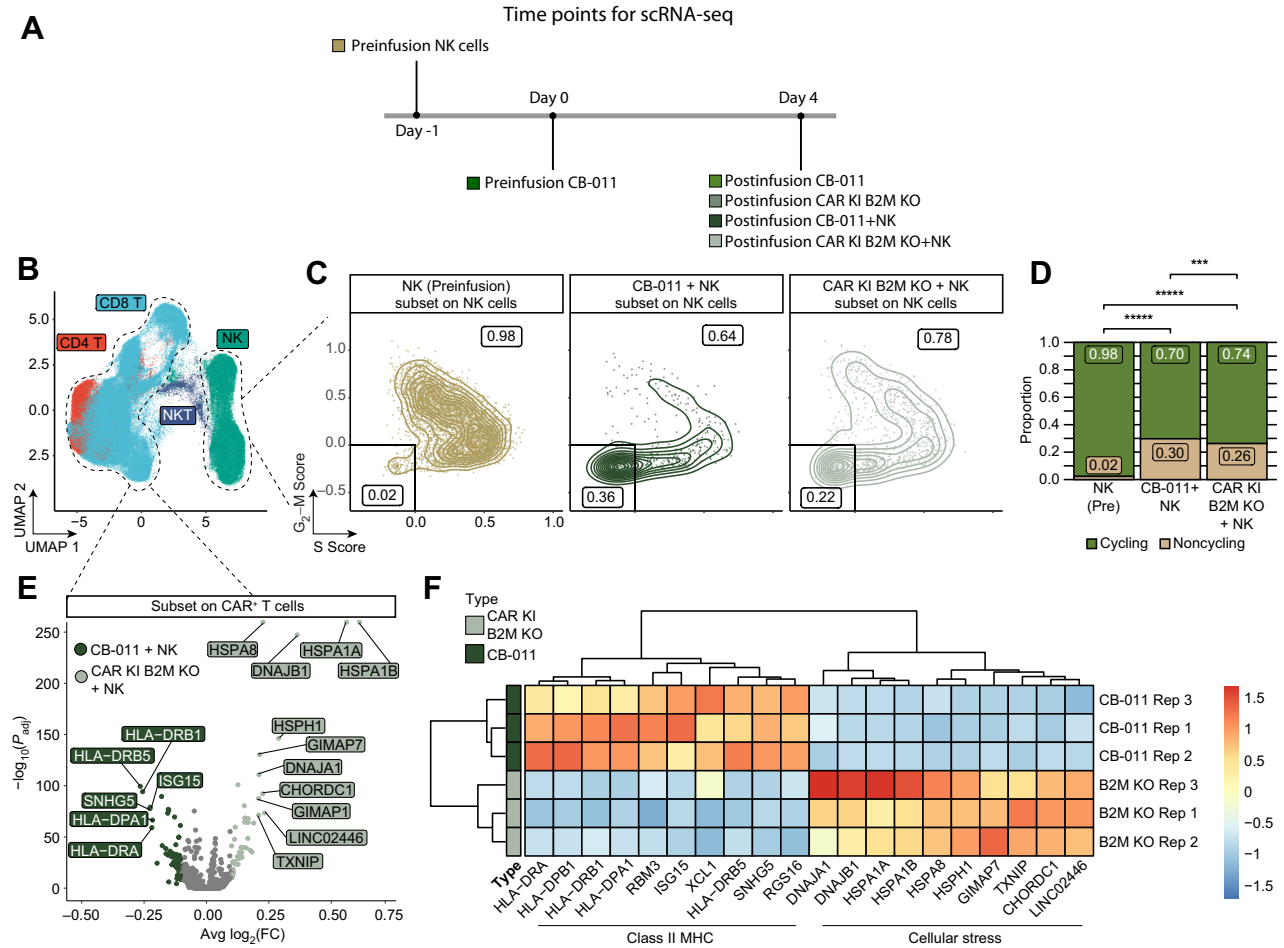 A
Time points for scRNA-seq
Preinfusion NK cells
Day 0
Day 4
Day -1
Preinfusion CB-011
Postinfusion CB-011
Postinfusion CAR KI B2M KO
Postinfusion CB-011+NK
Postinfusion CAR KI B2M KO+NK
B
CD8 T
CD4 T
NK
NKT
5.0
2.5
0.0
2.5
−5
0
5
UMAP 2
UMAP 1
C
NK (Preinfusion)
subset on NK cells
CB-011 + NK
subset on NK cells
CAR KI B2M KO + NK
subset on NK cells
0.98
0.64
0.78
1.0
0.5
0.0
−0.5
0.02
0.36
0.22
0.0
0.5
1.0
G2−M Score
S Score
D
***
*****
*****
Proportion
1.0
0.8
0.6
0.4
0.2
0.0
0.98
0.70
0.74
0.02
0.30
0.26
NK
(Pre)
CB-011+
NK
CAR KI
B2M KO
+ NK
Cycling
Noncycling
E
Subset on CAR+ T cells
CB-011 + NK
CAR KI B2M KO
+ NK
HSPA8
DNAJB1
HSPA1A
HSPA1B
HSPH1
GIMAP7
DNAJA1
CHORDC1
GIMAP1
LINC02446
TXNIP
HLA−DRB1
HLA−DRB5
ISG15
SNHG5
HLA−DPA1
HLA−DRA
250
200
150
100
50
0
−log10(Padj)
−0.50
−0.25
0.00
0.25
0.50
0.75
Avg log2(FC)
F
Type
CAR KI
B2M KO
CB-011
CB-011 Rep 3
CB-011 Rep 1
CB-011 Rep 2
B2M KO Rep 3
B2M KO Rep 1
B2M KO Rep 2
Type
HLA−DRA
HLA−DPB1
HLA−DRB1
HLA−DPA1
RBM3
ISG15
XCL1
HLA−DRB5
SNHG5
RGS16
DNAJA1
DNAJB1
HSPA1A
HSPA1B
HSPA8
HSPH1
GIMAP7
TXNIP
CHORDC1
LINC02446
Class II MHC
Cellular stress
1.5
1
0.5
0
−0.5
−1
−1.5